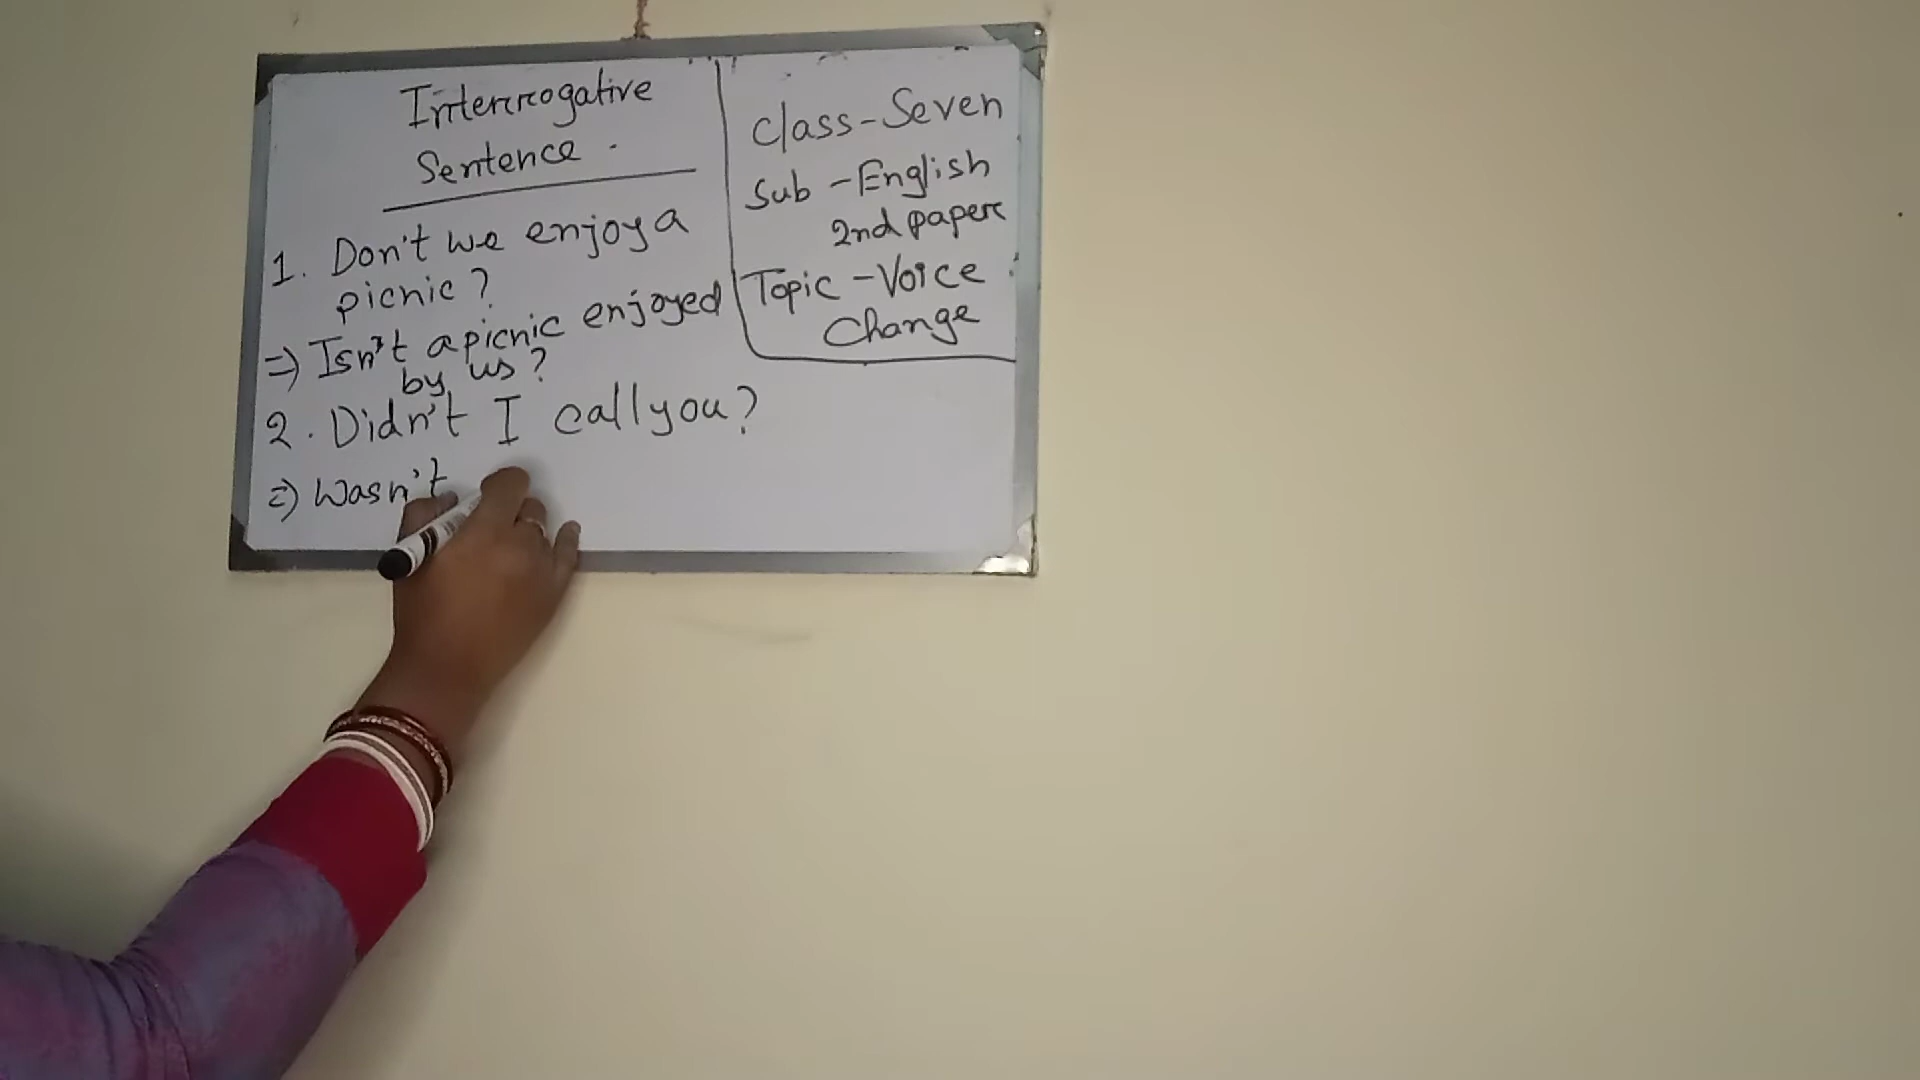 Interrogative
Sentence.
1. Don't we enjoy a
picnic?
=) Isn't a picnic enjoyed
by us?
2. Didn't I call you?
=) Wasn't
Class-Seven
Sub - English
2nd paper
Topic - Voice
Change